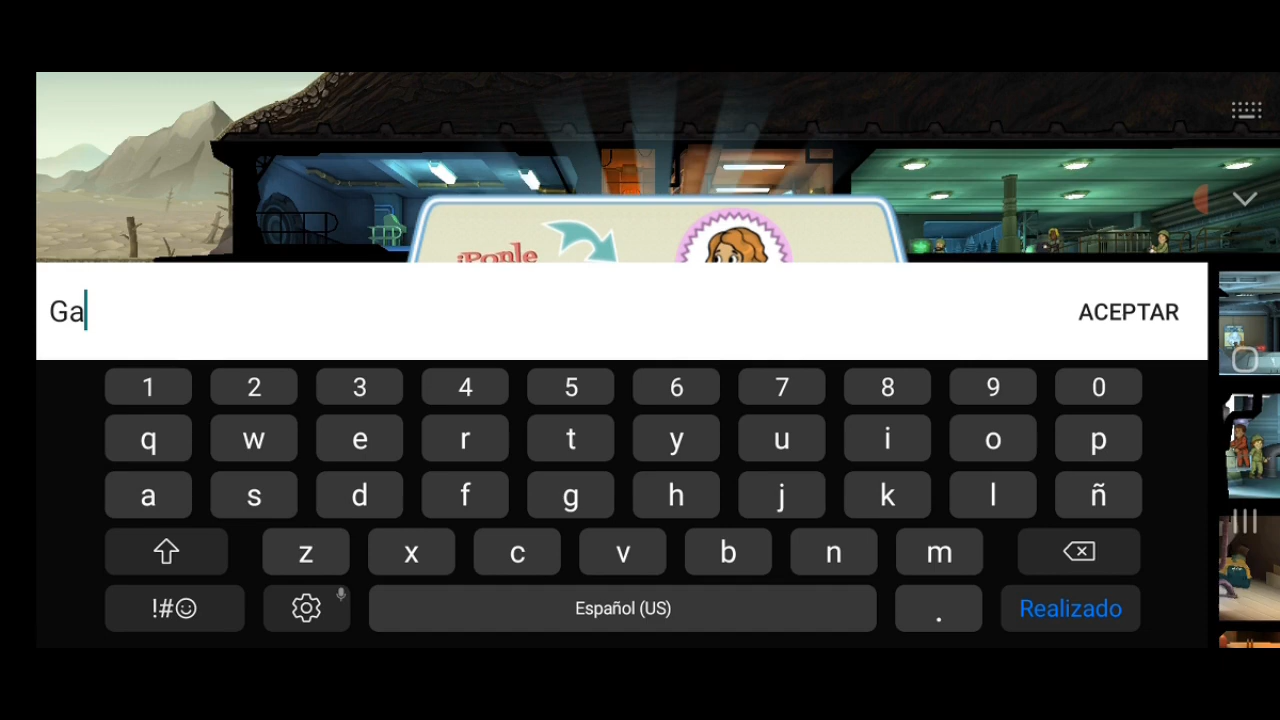 ¡Ponle
Ga
ACEPTAR
1 2 3 4 5 6 7 8 9 0
q w e r t y u i o p
a s d f g h j k l ñ
z x c v b n m
!#☺ Español (US) . Realizado